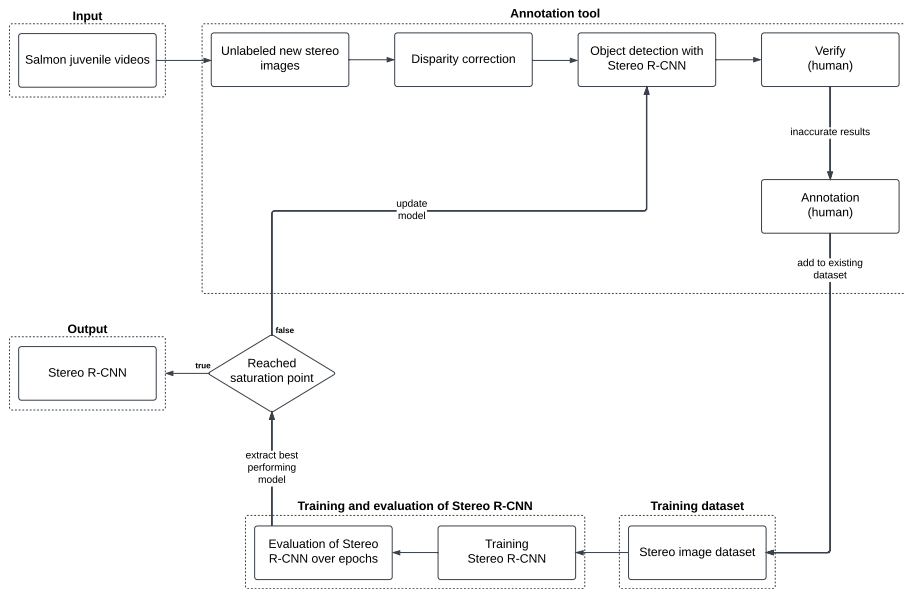 Input
Annotation tool
Salmon juvenile videos
Unlabeled new stereo
images
Disparity correction
Object detection with
Stereo R-CNN
Verify
(human)
inaccurate results
Annotation
(human)
update
model
add to existing
dataset
false
Output
true
Reached
saturation point
Stereo R-CNN
extract best
performing
model
Training and evaluation of Stereo R-CNN
Training dataset
Evaluation of Stereo
R-CNN over epochs
Training
Stereo R-CNN
Stereo image dataset